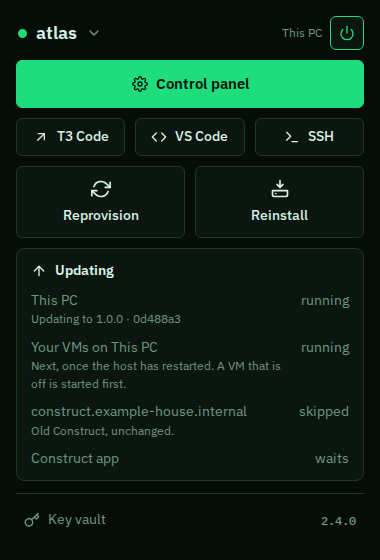 atlas
This PC
Control panel
T3 Code
VS Code
SSH
Reprovision
Reinstall
Updating
This PC
running
Updating to 1.0.0 · 0d488a3
Your VMs on This PC
running
Next, once the host has restarted. A VM that is
off is started first.
construct.example-house.internal
skipped
Old Construct, unchanged.
Construct app
waits
Key vault
2.4.0